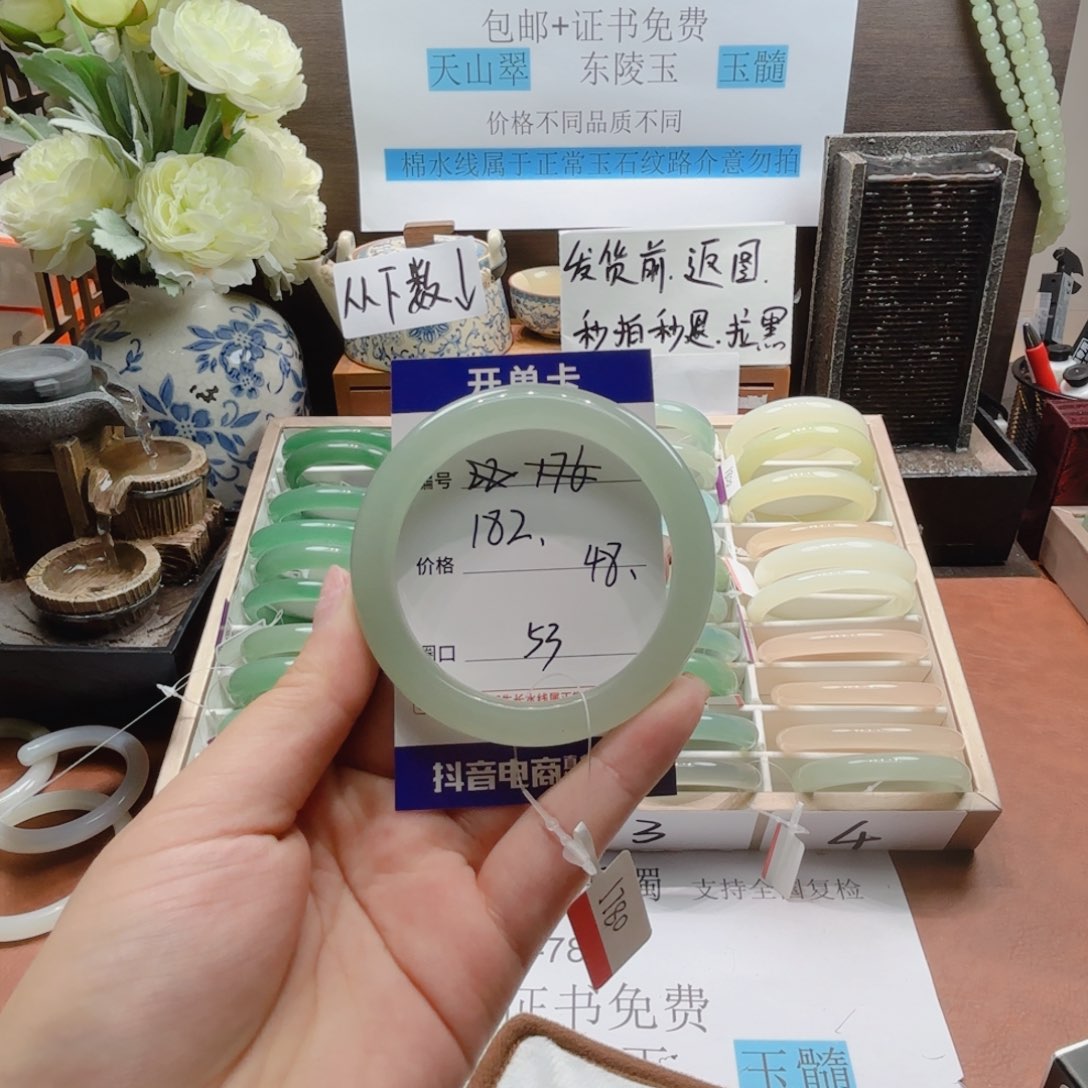 包邮+证书免费
天山翠 东陵玉 玉髓
价格不同品质不同
棉水线属于正常玉石纹路介意勿拍
从下数↓
发货前.返图.
秒拍秒退.拉黑
开单卡
编号 176
182、
价格 48、
圈口 53
抖音电商
3
4
1780
支持全国复检
证书免费
玉髓